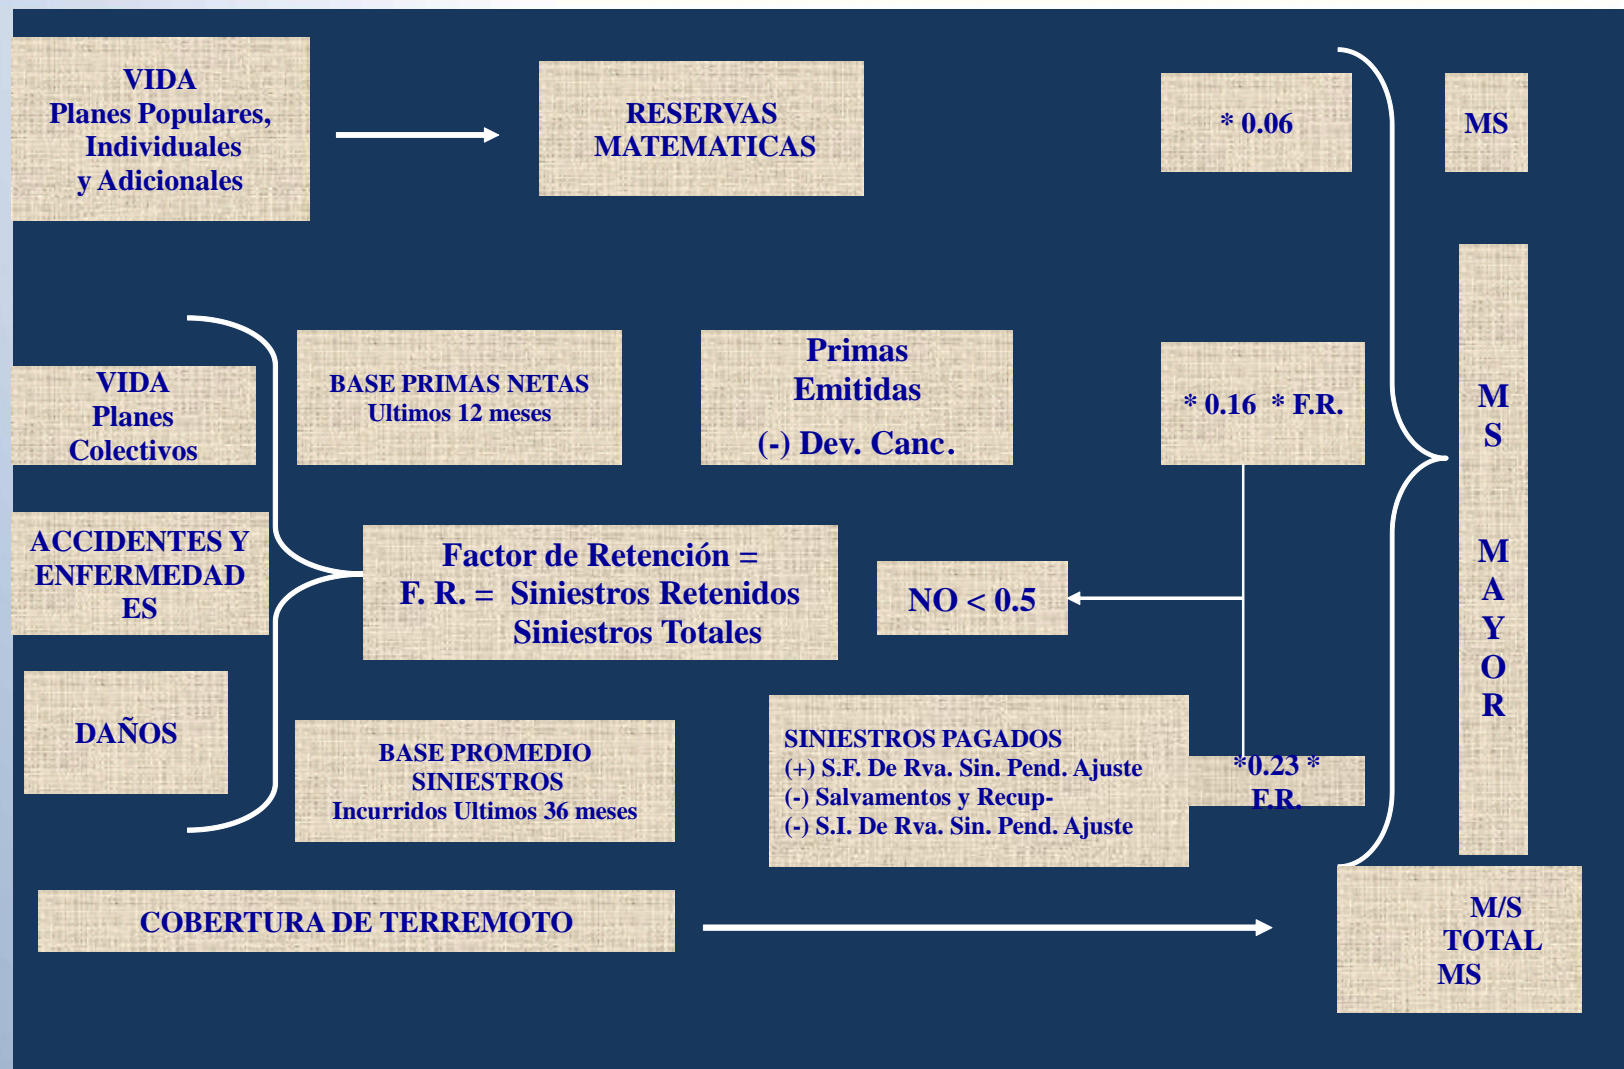 VIDA
Planes Populares,
Individuales
y Adicionales
RESERVAS
MATEMATICAS
* 0.06
MS
VIDA
Planes
Colectivos
BASE PRIMAS NETAS
Ultimos 12 meses
Primas
Emitidas
(-) Dev. Canc.
* 0.16 * F.R.
M
S
M
A
Y
O
R
ACCIDENTES Y
ENFERMEDAD
ES
Factor de Retención =
F. R. = Siniestros Retenidos
Siniestros Totales
NO < 0.5
DAÑOS
BASE PROMEDIO
SINIESTROS
Incurridos Ultimos 36 meses
SINIESTROS PAGADOS
(+) S.F. De Rva. Sin. Pend. Ajuste
(-) Salvamentos y Recup-
(-) S.I. De Rva. Sin. Pend. Ajuste
*0.23 *
F.R.
COBERTURA DE TERREMOTO
M/S
TOTAL
MS